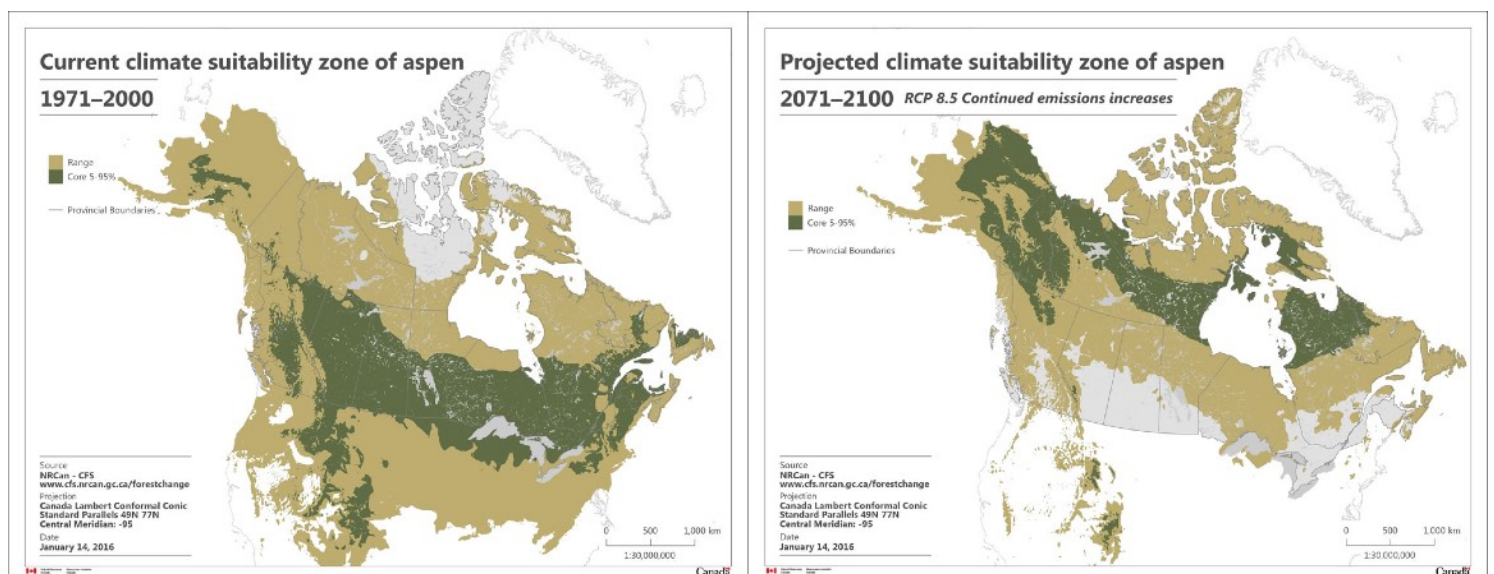 Current climate suitability zone of aspen
1971–2000
Range
Core 5-95%
Provincial Boundaries
Source
NRCan - CFS
www.cfs.nrcan.gc.ca/forestchange
Projection
Canada Lambert Conformal Conic
Standard Parallels 49N 77N
Central Meridian: -95
Date
January 14, 2016
0 500 1,000 km
1:30,000,000
Canada
Projected climate suitability zone of aspen
2071–2100 RCP 8.5 Continued emissions increases
Range
Core 5-95%
Provincial Boundaries
Source
NRCan - CFS
www.cfs.nrcan.gc.ca/forestchange
Projection
Canada Lambert Conformal Conic
Standard Parallels 49N 77N
Central Meridian: -95
Date
January 14, 2016
0 500 1,000 km
1:30,000,000
Canada